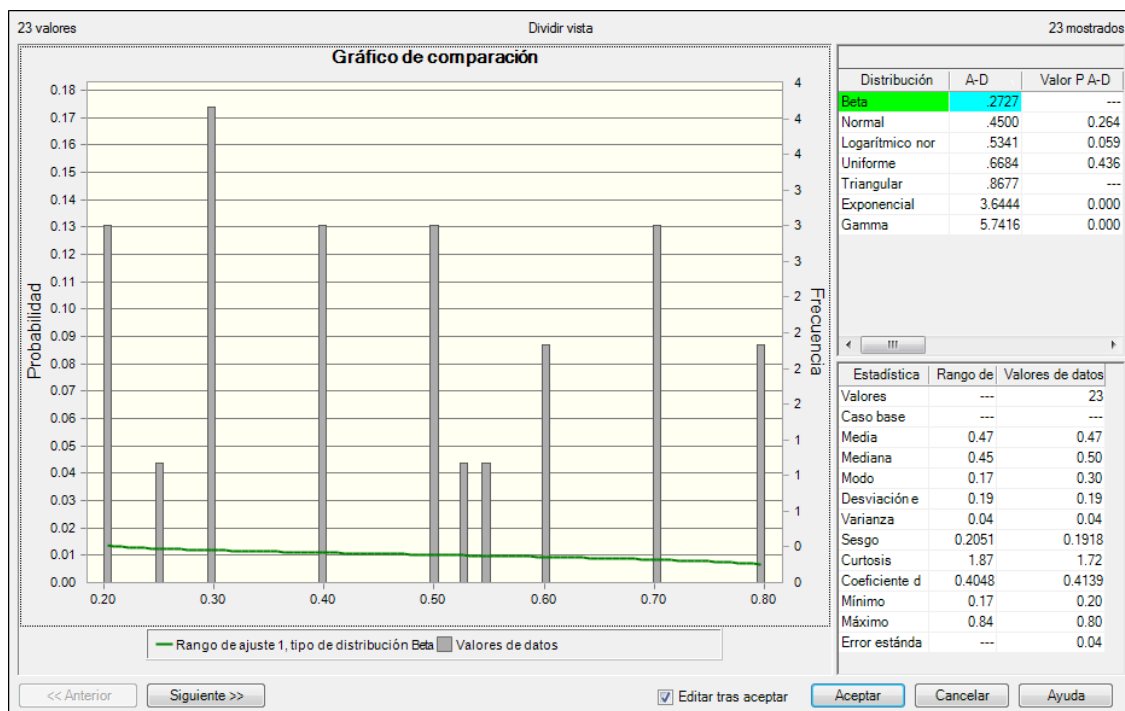 23 valores
Dividir vista
23 mostrados
Gráfico de comparación
Probabilidad
0.18
0.17
0.16
0.15
0.14
0.13
0.12
0.11
0.10
0.09
0.08
0.07
0.06
0.05
0.04
0.03
0.02
0.01
0.00
0.20
0.30
0.40
0.50
0.60
0.70
0.80
4
4
4
3
3
3
2
2
2
2
1
1
1
0
0
Frecuencia
Rango de ajuste 1, tipo de distribución Beta Valores de datos
Distribución A-D Valor P A-D
Beta .2727 ---
Normal .4500 0.264
Logarítmico nor .5341 0.059
Uniforme .6684 0.436
Triangular .8677 ---
Exponencial 3.6444 0.000
Gamma 5.7416 0.000
Estadística Rango de Valores de datos
Valores --- 23
Caso base --- ---
Media 0.47 0.47
Mediana 0.45 0.50
Modo 0.17 0.30
Desviación e 0.19 0.19
Varianza 0.04 0.04
Sesgo 0.2051 0.1918
Curtosis 1.87 1.72
Coeficiente d 0.4048 0.4139
Mínimo 0.17 0.20
Máximo 0.84 0.80
Error estánda --- 0.04
<< Anterior
Siguiente >>
Editar tras aceptar
Aceptar
Cancelar
Ayuda